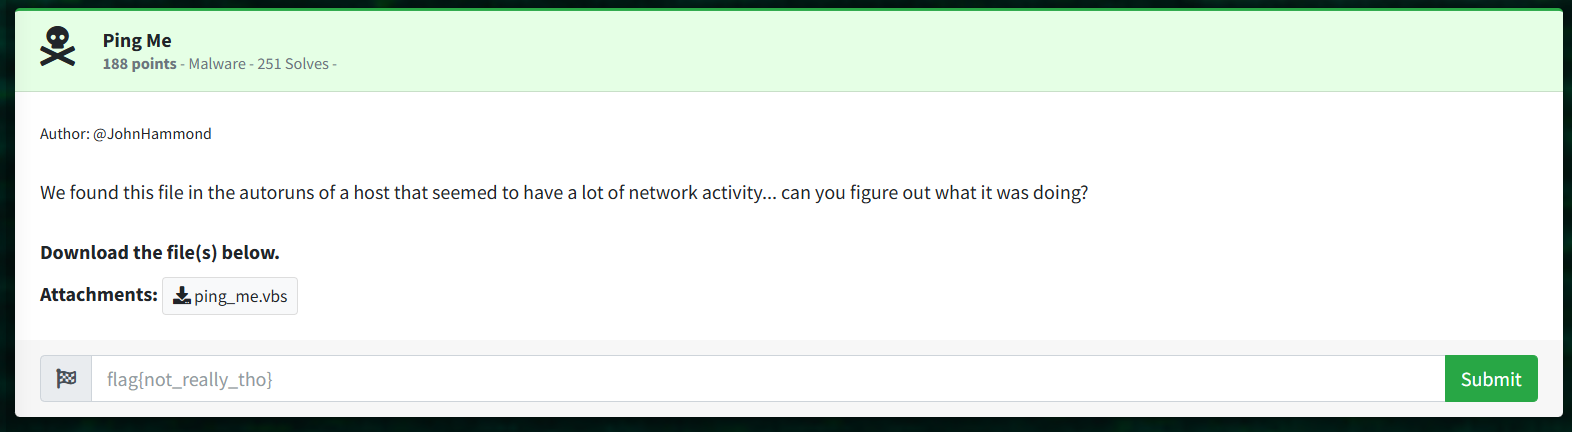 Ping Me
188 points - Malware - 251 Solves -
Author: @JohnHammond
We found this file in the autoruns of a host that seemed to have a lot of network activity... can you figure out what it was doing?
Download the file(s) below.
Attachments: ping_me.vbs
flag{not_really_tho} Submit